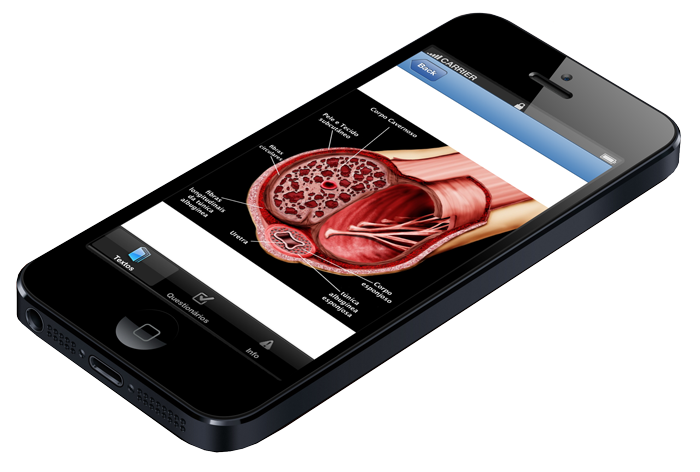 CARRIER
Back
Corpo Cavernoso
Pele e Tecido
subcutáneo
fibras
circulares
fibras
longitudinais
da túnica
albugínea
Uretra
Corpo
esponjoso
túnica
albugínea
esponjosa
Textos
Questionários
Info